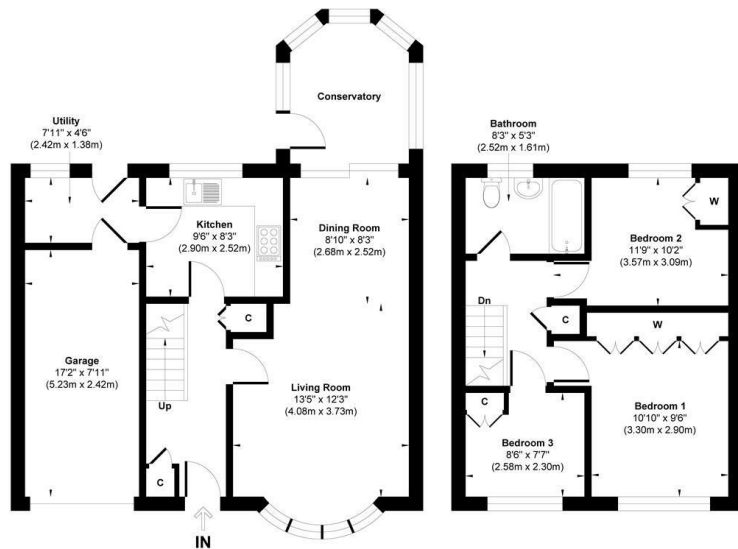 Utility
7'11" x 4'6"
(2.42m x 1.38m)
Conservatory
Kitchen
9'6" x 8'3"
(2.90m x 2.52m)
Dining Room
8'10" x 8'3"
(2.68m x 2.52m)
C
Garage
17'2" x 7'11"
(5.23m x 2.42m)
Up
Living Room
13'5" x 12'3"
(4.08m x 3.73m)
C
IN
Bathroom
8'3" x 5'3"
(2.52m x 1.61m)
W
Bedroom 2
11'9" x 10'2"
(3.57m x 3.09m)
Dn
C
W
C
Bedroom 1
10'10" x 9'6"
(3.30m x 2.90m)
Bedroom 3
8'6" x 7'7"
(2.58m x 2.30m)